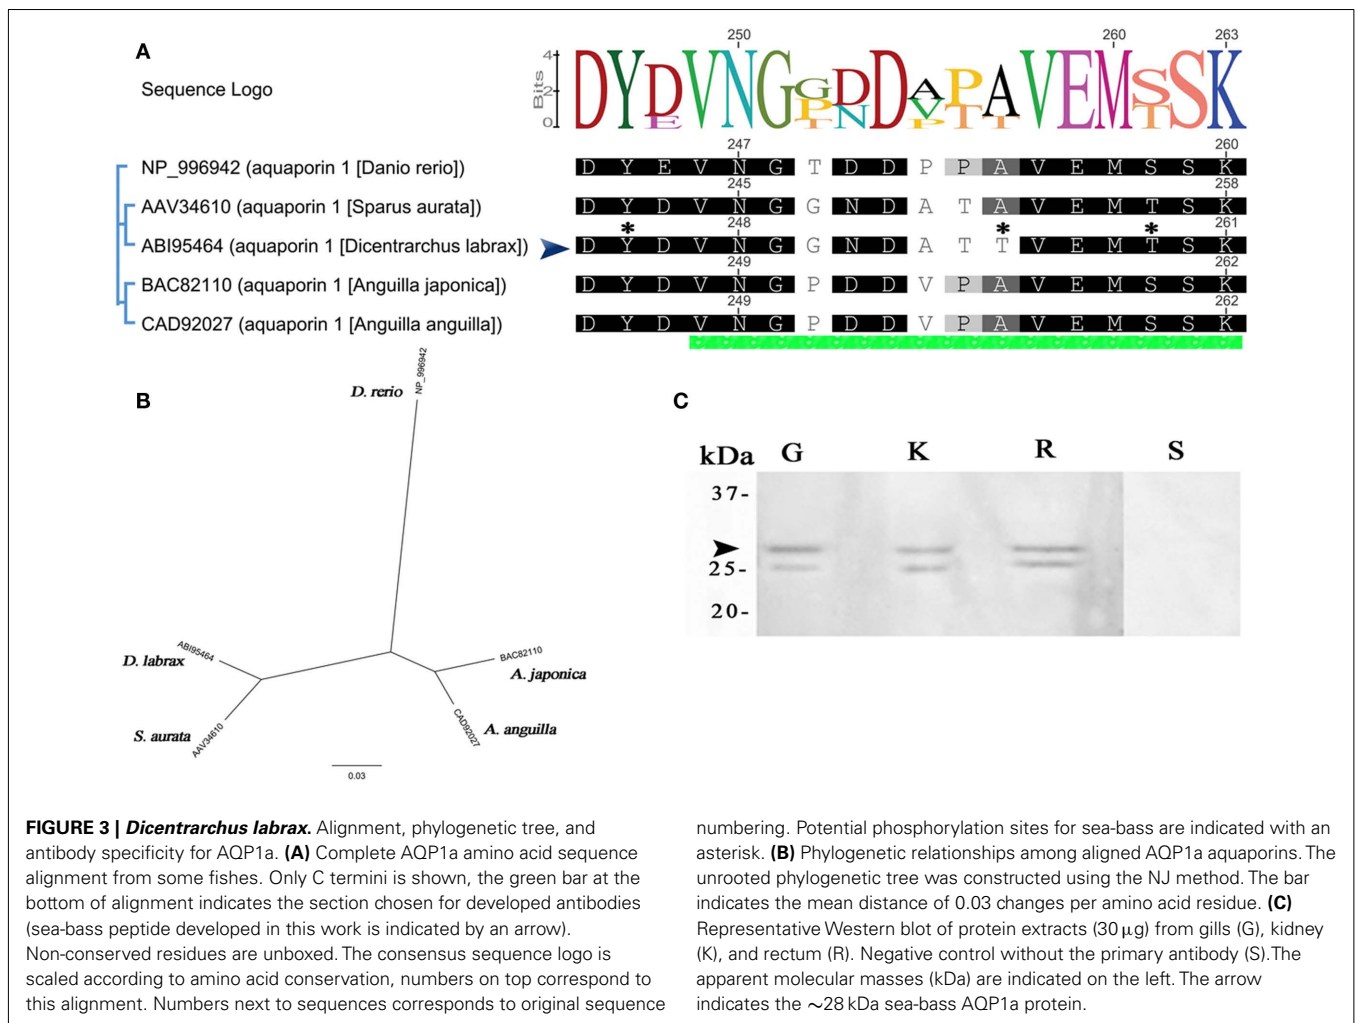 A
Sequence Logo
Bits
4
2
0
250 260 263
DYDVNGGDDAPAVEMSSK
E PN VTT T
T P
247 260
NP_996942 (aquaporin 1 [Danio rerio]) D Y E V N G T D D P P A V E M S S K
245 258
AAV34610 (aquaporin 1 [Sparus aurata]) D Y D V N G G N D A T A V E M T S K
* 248 * * 261
ABI95464 (aquaporin 1 [Dicentrarchus labrax]) D Y D V N G G N D A T T V E M T S K
249 262
BAC82110 (aquaporin 1 [Anguilla japonica]) D Y D V N G P D D V P A V E M S S K
249 262
CAD92027 (aquaporin 1 [Anguilla anguilla]) D Y D V N G P D D V P A V E M S S K
B
D. rerio NP_996942
D. labrax ABI95464
S. aurata AAV34610
BAC82110
A. japonica
CAD92027
A. anguilla
0.03
C
kDa G K R S
37-
25-
20-
FIGURE 3 | Dicentrarchus labrax. Alignment, phylogenetic tree, and
antibody specificity for AQP1a. (A) Complete AQP1a amino acid sequence
alignment from some fishes. Only C termini is shown, the green bar at the
bottom of alignment indicates the section chosen for developed antibodies
(sea-bass peptide developed in this work is indicated by an arrow).
Non-conserved residues are unboxed. The consensus sequence logo is
scaled according to amino acid conservation, numbers on top correspond to
this alignment. Numbers next to sequences corresponds to original sequence
numbering. Potential phosphorylation sites for sea-bass are indicated with an
asterisk. (B) Phylogenetic relationships among aligned AQP1a aquaporins. The
unrooted phylogenetic tree was constructed using the NJ method. The bar
indicates the mean distance of 0.03 changes per amino acid residue. (C)
Representative Western blot of protein extracts (30 μg) from gills (G), kidney
(K), and rectum (R). Negative control without the primary antibody (S).The
apparent molecular masses (kDa) are indicated on the left. The arrow
indicates the ∼28 kDa sea-bass AQP1a protein.